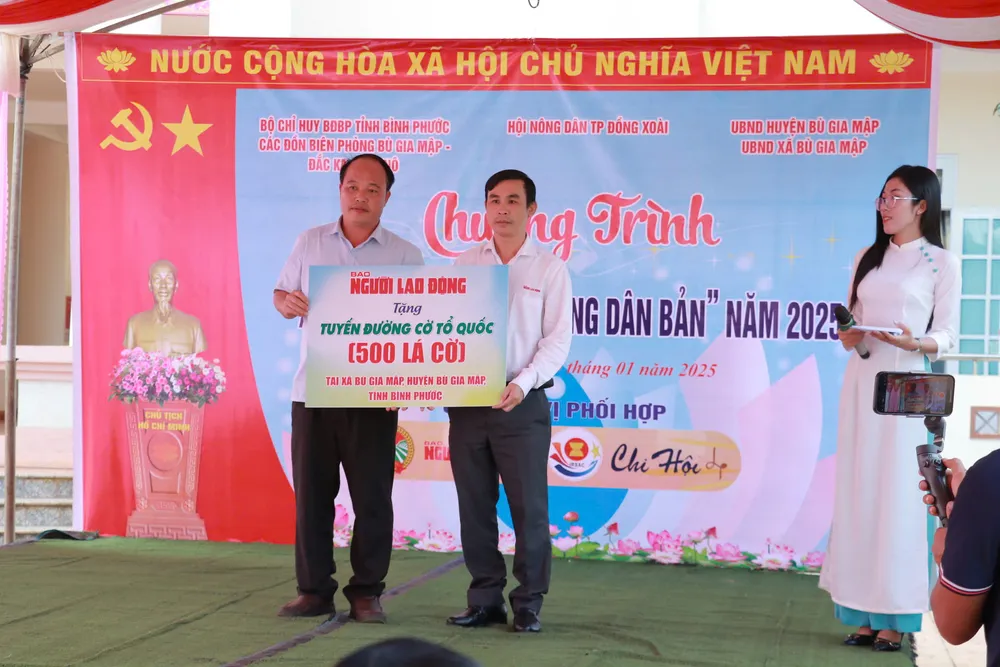 NƯỚC CỘNG HÒA XÃ HỘI CHỦ NGHĨA VIỆT NAM
BỘ CHỈ HUY BĐBP TỈNH BÌNH PHƯỚC
CÁC ĐỒN BIÊN PHÒNG BÙ GIA MẬP -
ĐẮC
HỘI NÔNG DÂN TP ĐỒNG XOÀI
UBND HUYỆN BÙ GIA MẬP
UBND XÃ BÙ GIA MẬP
Chương Trình
DÂN BẢN” NĂM 2025
tháng 01 năm 2025
PHỐI HỢP
BÁO
NGƯỜI LAO ĐỘNG
Tặng
TUYẾN ĐƯỜNG CỜ TỔ QUỐC
(500 LÁ CỜ)
TẠI XÃ BÙ GIA MẬP, HUYỆN BÙ GIA MẬP,
TỈNH BÌNH PHƯỚC
CHỦ TỊCH
HỒ CHÍ MINH
BÁO
Chi Hội